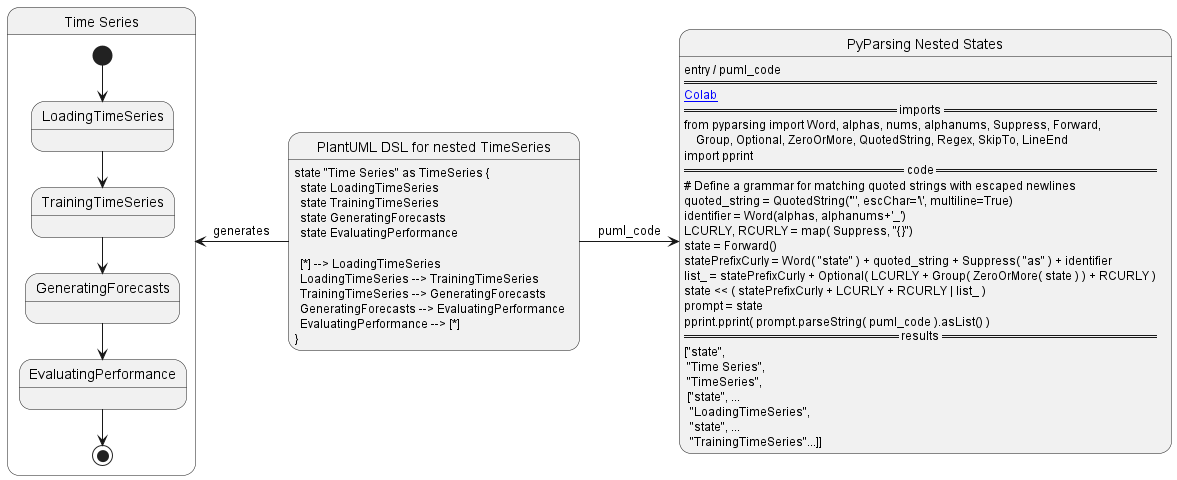 Time Series
LoadingTimeSeries
TrainingTimeSeries
GeneratingForecasts
EvaluatingPerformance
generates
PlantUML DSL for nested TimeSeries
state "Time Series" as TimeSeries {
  state LoadingTimeSeries
  state TrainingTimeSeries
  state GeneratingForecasts
  state EvaluatingPerformance
  [*] --> LoadingTimeSeries
  LoadingTimeSeries --> TrainingTimeSeries
  TrainingTimeSeries --> GeneratingForecasts
  GeneratingForecasts --> EvaluatingPerformance
  EvaluatingPerformance --> [*]
}
puml_code
PyParsing Nested States
entry / puml_code
Colab
imports
from pyparsing import Word, alphas, nums, alphanums, Suppress, Forward,
    Group, Optional, ZeroOrMore, QuotedString, Regex, SkipTo, LineEnd
import pprint
code
# Define a grammar for matching quoted strings with escaped newlines
quoted_string = QuotedString('"', escChar='\', multiline=True)
identifier = Word(alphas, alphanums+'_')
LCURLY, RCURLY = map( Suppress, "{}")
state = Forward()
statePrefixCurly = Word( "state" ) + quoted_string + Suppress( "as" ) + identifier
list_ = statePrefixCurly + Optional( LCURLY + Group( ZeroOrMore( state ) ) + RCURLY )
state << ( statePrefixCurly + LCURLY + RCURLY | list_ )
prompt = state
pprint.pprint( prompt.parseString( puml_code ).asList() )
results
["state",
 "Time Series",
 "TimeSeries",
 ["state", ...
  "LoadingTimeSeries",
  "state", ...
  "TrainingTimeSeries"...]]